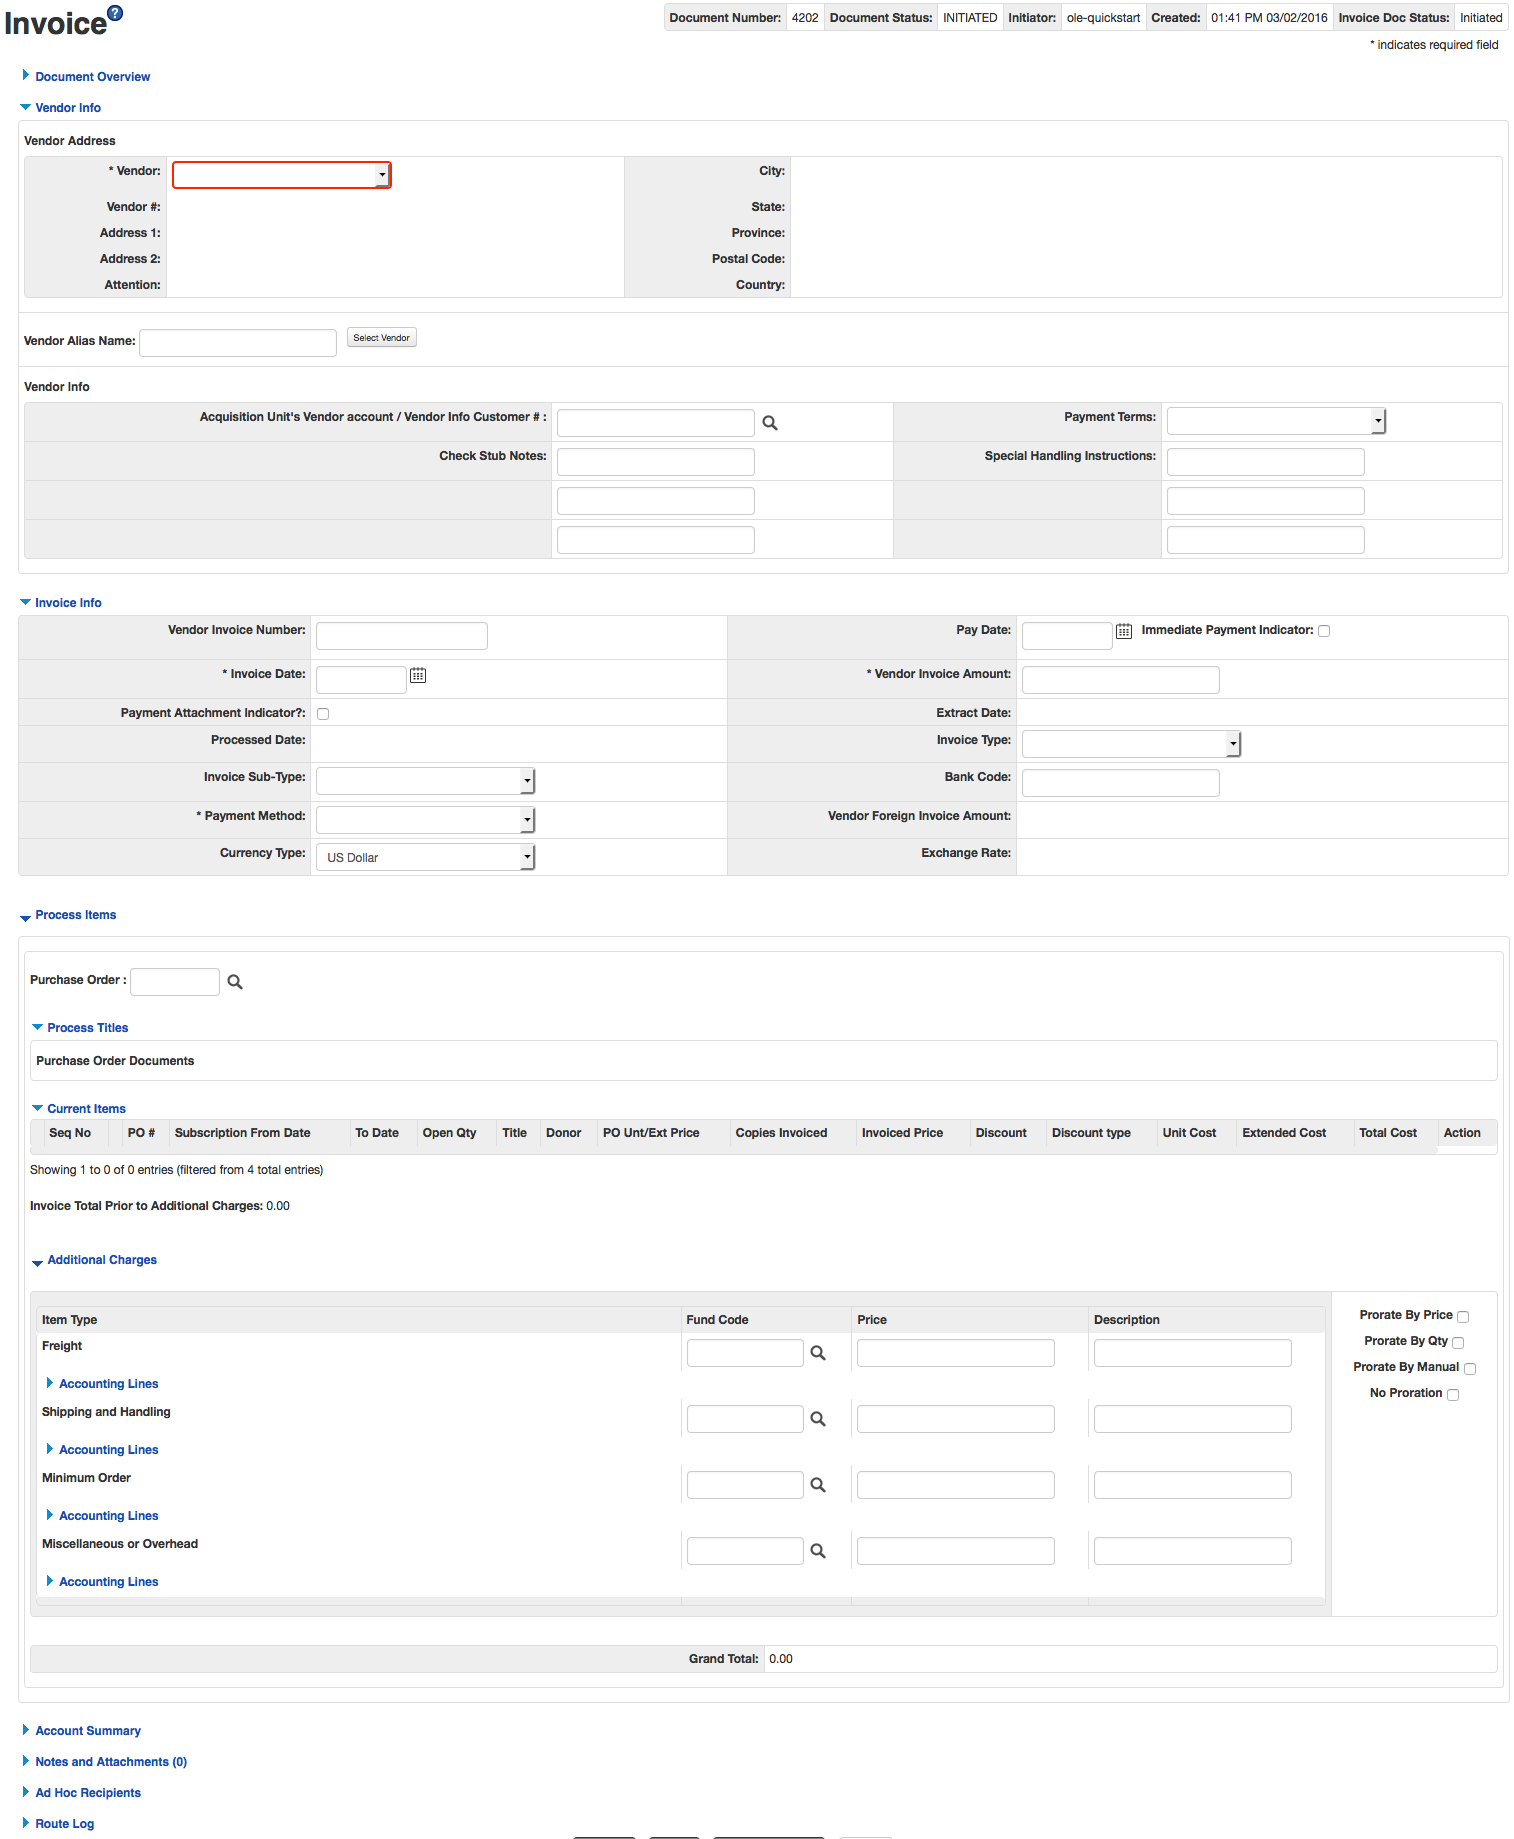 Invoice?
Document Number: 4202 Document Status: INITIATED Initiator: ole-quickstart Created: 01:41 PM 03/02/2016 Invoice Doc Status: Initiated
* indicates required field
Document Overview
Vendor Info
Vendor Address
* Vendor: City:
Vendor #: State:
Address 1: Province:
Address 2: Postal Code:
Attention: Country:
Vendor Alias Name: Select Vendor
Vendor Info
Acquisition Unit's Vendor account / Vendor Info Customer # : Payment Terms:
Check Stub Notes: Special Handling Instructions:
Invoice Info
Vendor Invoice Number: Pay Date: Immediate Payment Indicator:
* Invoice Date: * Vendor Invoice Amount:
Payment Attachment Indicator?: Extract Date:
Processed Date: Invoice Type:
Invoice Sub-Type: Bank Code:
* Payment Method: Vendor Foreign Invoice Amount:
Currency Type: US Dollar Exchange Rate:
Process Items
Purchase Order :
Process Titles
Purchase Order Documents
Current Items
Seq No PO # Subscription From Date To Date Open Qty Title Donor PO Unt/Ext Price Copies Invoiced Invoiced Price Discount Discount type Unit Cost Extended Cost Total Cost Action
Showing 1 to 0 of 0 entries (filtered from 4 total entries)
Invoice Total Prior to Additional Charges: 0.00
Additional Charges
Item Type Fund Code Price Description
Prorate By Price
Freight
Prorate By Qty
Prorate By Manual
Accounting Lines
No Proration
Shipping and Handling
Accounting Lines
Minimum Order
Accounting Lines
Miscellaneous or Overhead
Accounting Lines
Grand Total: 0.00
Account Summary
Notes and Attachments (0)
Ad Hoc Recipients
Route Log